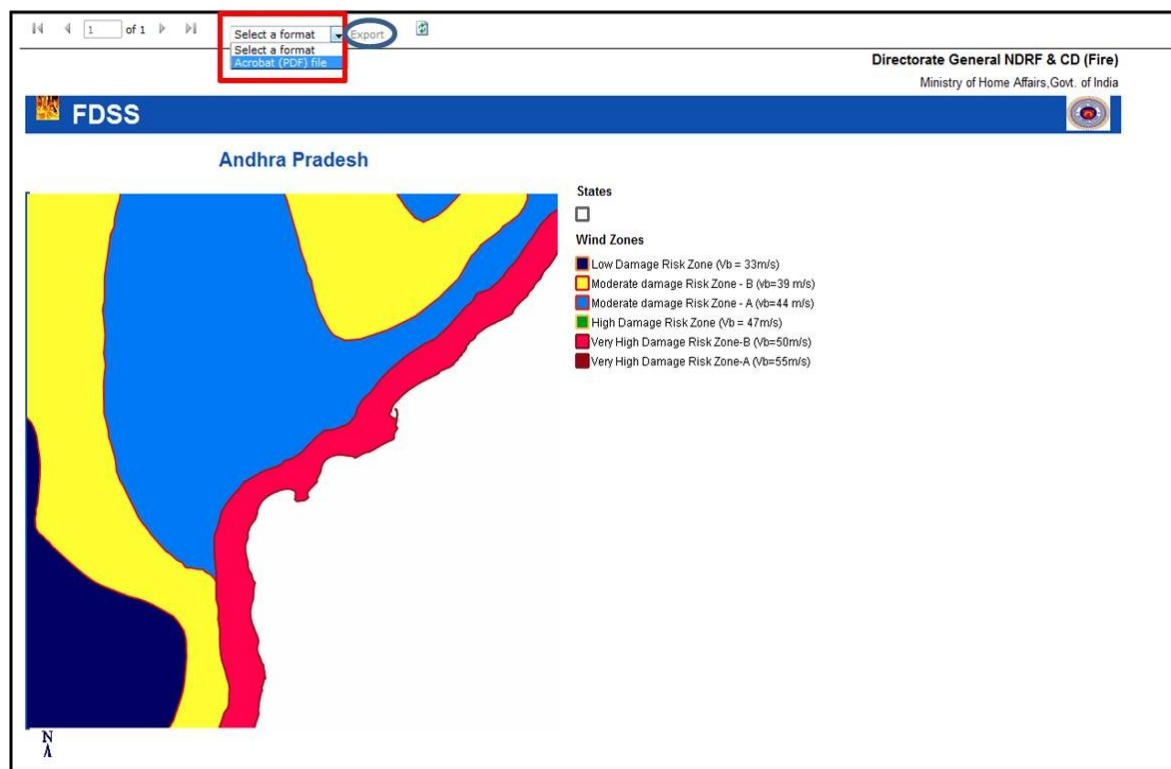 1 of 1 Select a format Export
Select a format
Acrobat (PDF) file
Directorate General NDRF & CD (Fire)
Ministry of Home Affairs,Govt. of India
FDSS
Andhra Pradesh
States
Wind Zones
Low Damage Risk Zone (Vb = 33m/s)
Moderate damage Risk Zone - B (vb=39 m/s)
Moderate damage Risk Zone - A (vb=44 m/s)
High Damage Risk Zone (Vb = 47m/s)
Very High Damage Risk Zone-B (Vb=50m/s)
Very High Damage Risk Zone-A (Vb=55m/s)
N